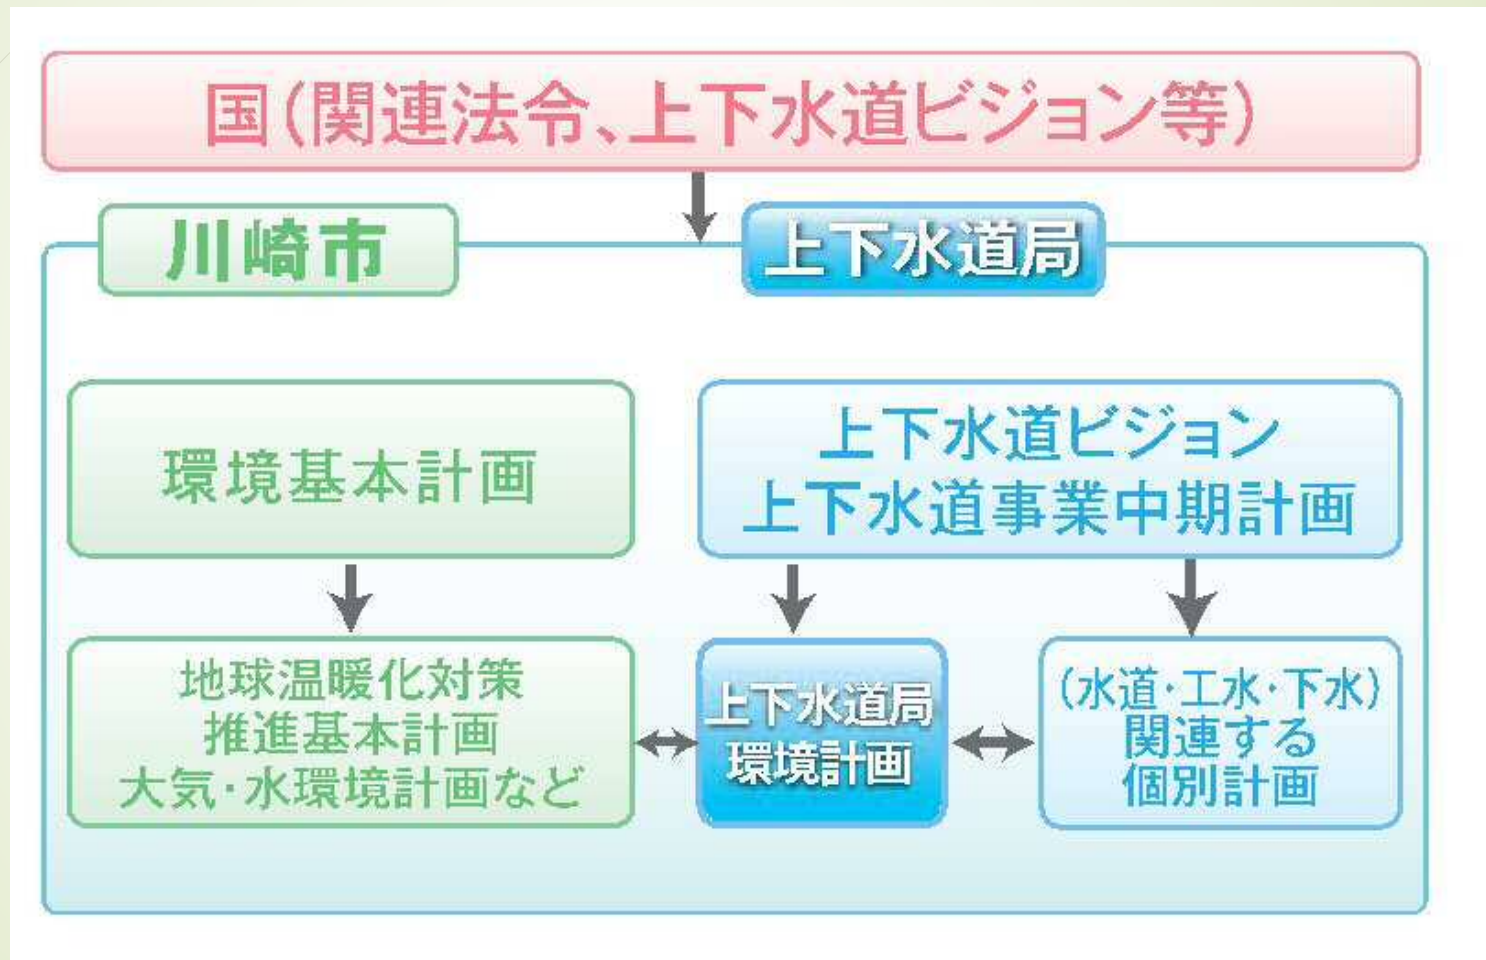 国(関連法令、上下水道ビジョン等)
川崎市
上下水道局
環境基本計画
上下水道ビジョン
上下水道事業中期計画
地球温暖化対策
推進基本計画
大気・水環境計画など
上下水道局
環境計画
(水道・工水・下水)
関連する
個別計画